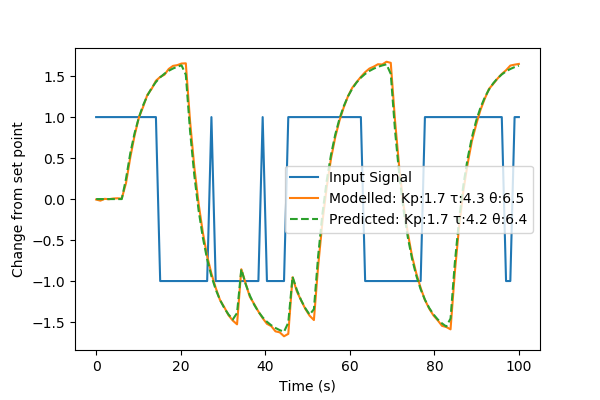 Change from set point
1.5
1.0
0.5
0.0
−0.5
−1.0
−1.5
Input Signal
Modelled: Kp:1.7 τ:4.3 θ:6.5
Predicted: Kp:1.7 τ:4.2 θ:6.4
0 20 40 60 80 100
Time (s)